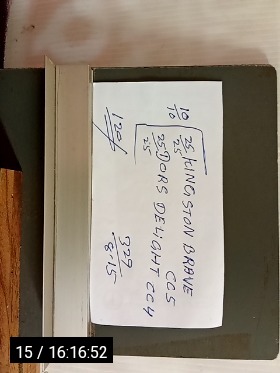 10/10 25/25 KINGSTON BRAVE CC5
25/25 DORS DELIGHT CC4
120/
329
8.15
15 / 16:16:52